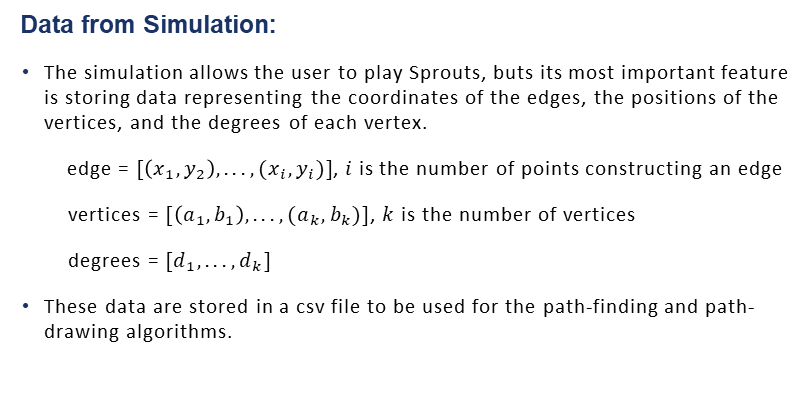 Data from Simulation:
• The simulation allows the user to play Sprouts, buts its most important feature
is storing data representing the coordinates of the edges, the positions of the
vertices, and the degrees of each vertex.
edge = [(x₁,y₂),...,(xᵢ,yᵢ)], i is the number of points constructing an edge
vertices = [(a₁,b₁),...,(aₖ,bₖ)], k is the number of vertices
degrees = [d₁,...,dₖ]
• These data are stored in a csv file to be used for the path-finding and path-
drawing algorithms.